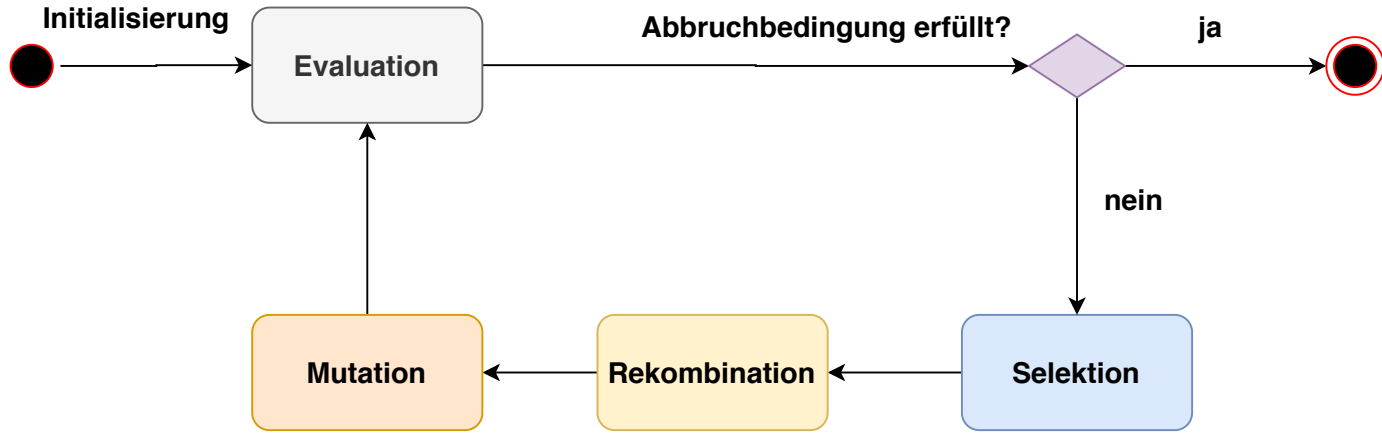 Initialisierung
Evaluation
Abbruchbedingung erfüllt?
ja
nein
Mutation
Rekombination
Selektion